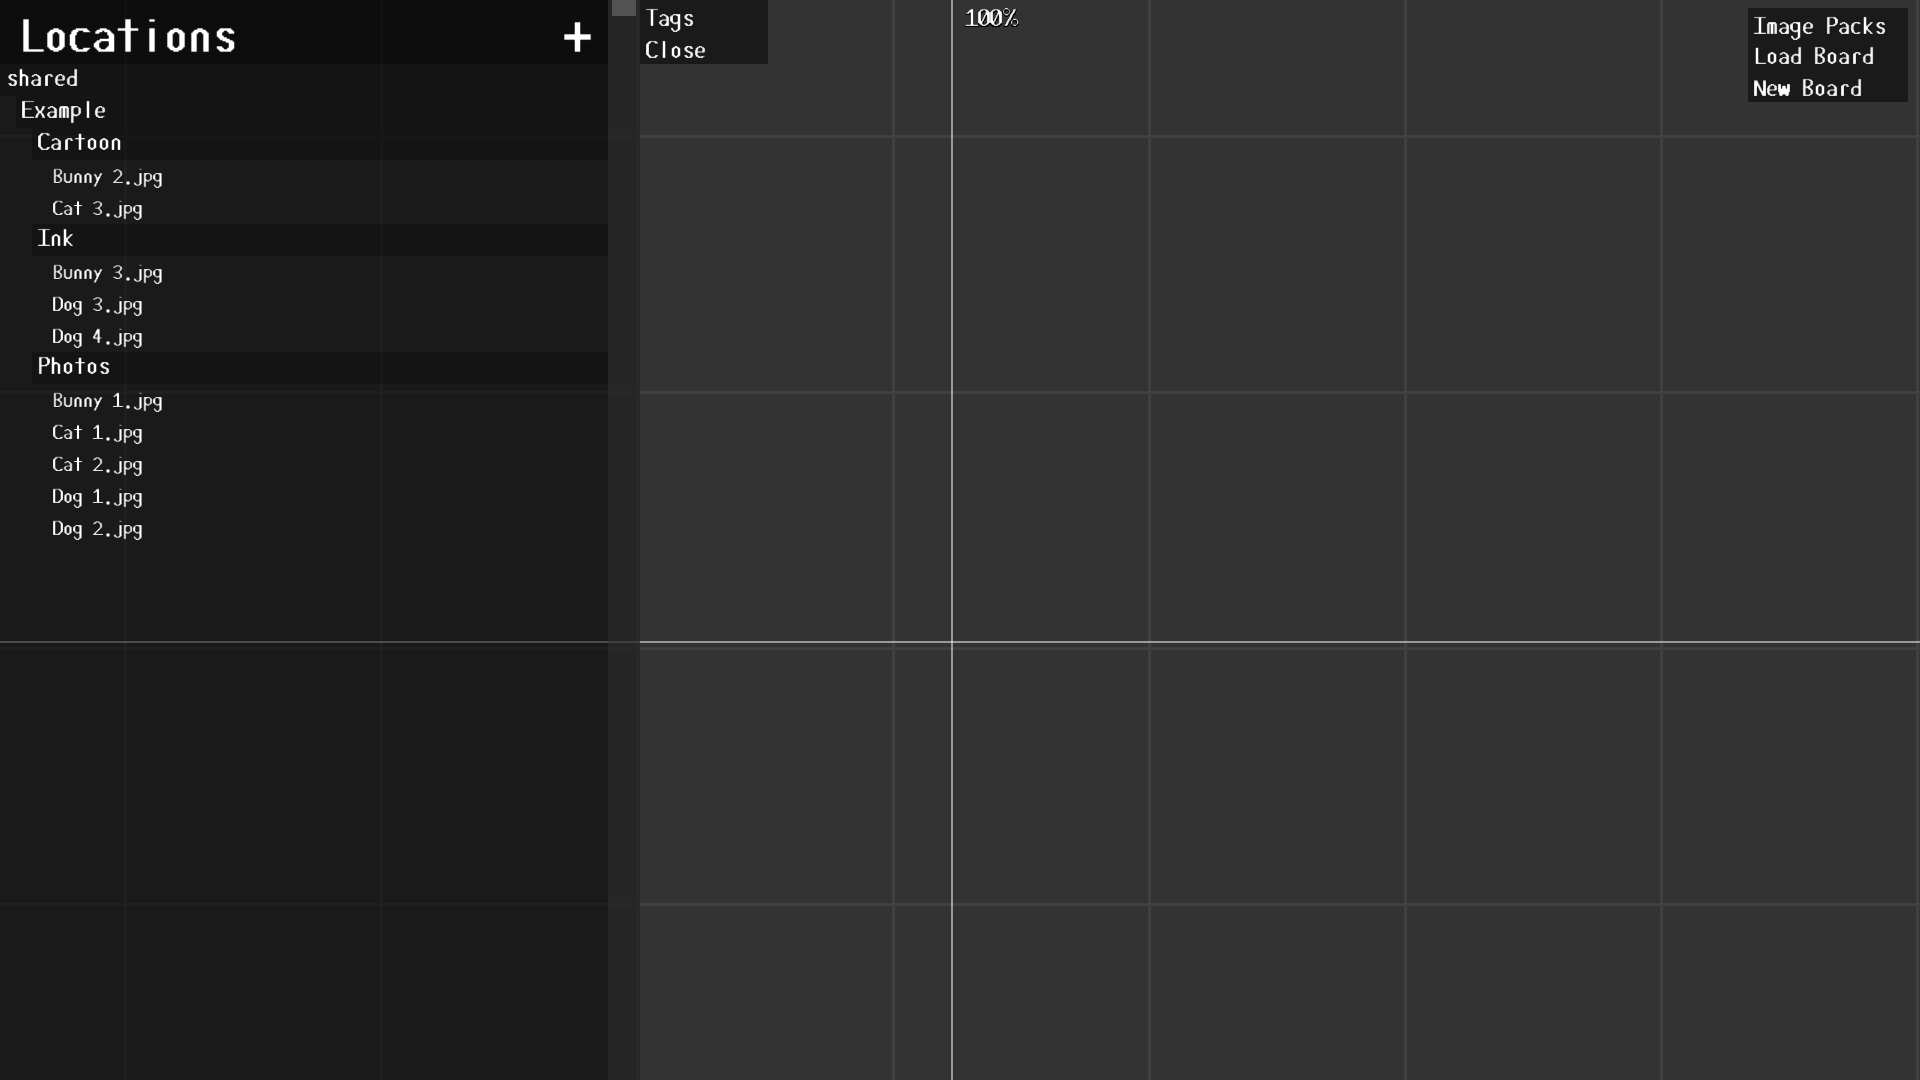 Locations +
shared
Example
Cartoon
Bunny 2.jpg
Cat 3.jpg
Ink
Bunny 3.jpg
Dog 3.jpg
Dog 4.jpg
Photos
Bunny 1.jpg
Cat 1.jpg
Cat 2.jpg
Dog 1.jpg
Dog 2.jpg
Tags
Close
100%
Image Packs
Load Board
New Board